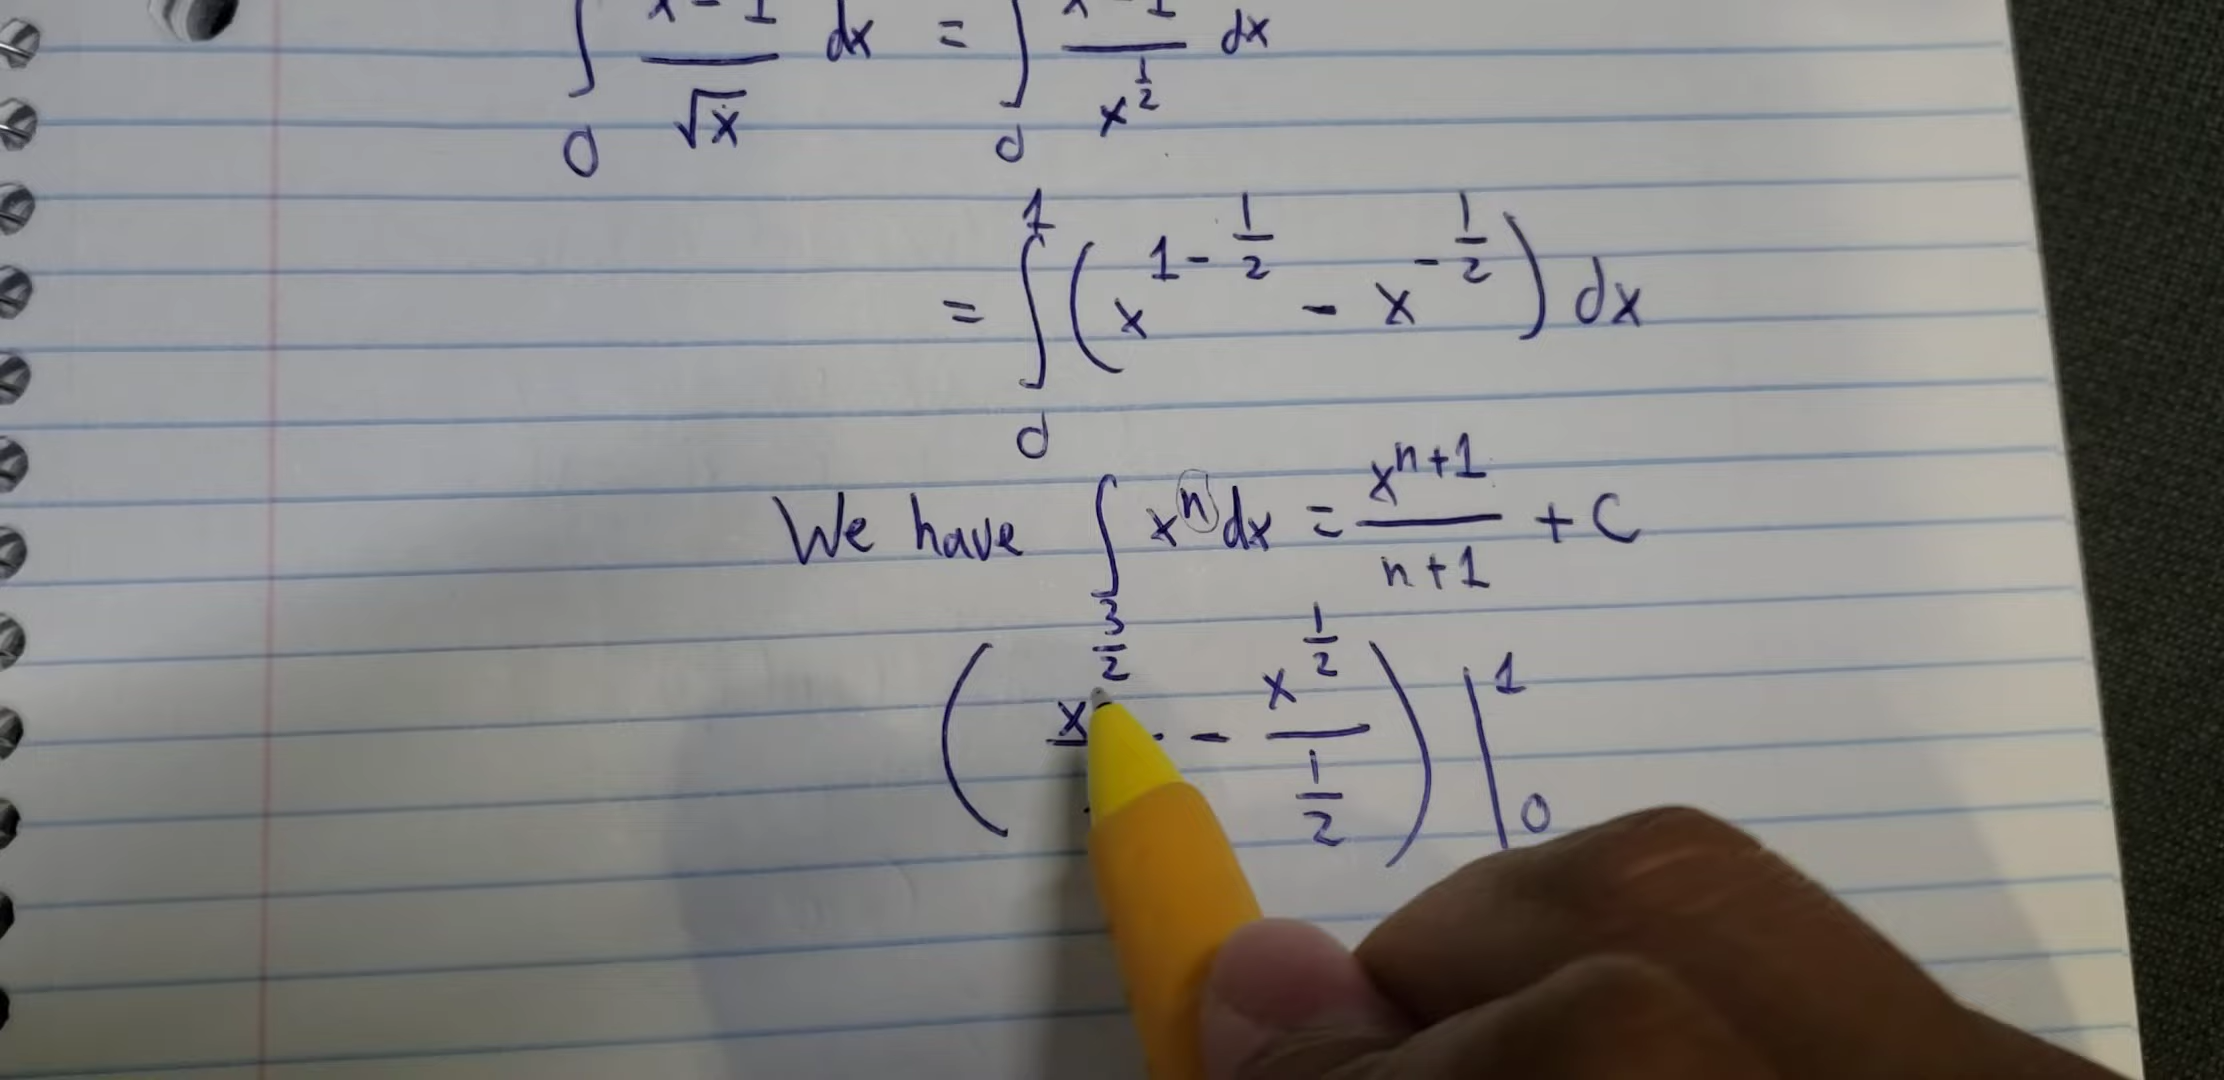 ∫₀ (x-1)/√x dx = ∫₀ (x-1)/x^(1/2) dx
= ∫₀¹ (x^(1-1/2) - x^(-1/2)) dx
We have ∫ x^n dx = x^(n+1)/(n+1) + C
(x^(3/2) - x^(1/2)/(1/2)) |₀¹